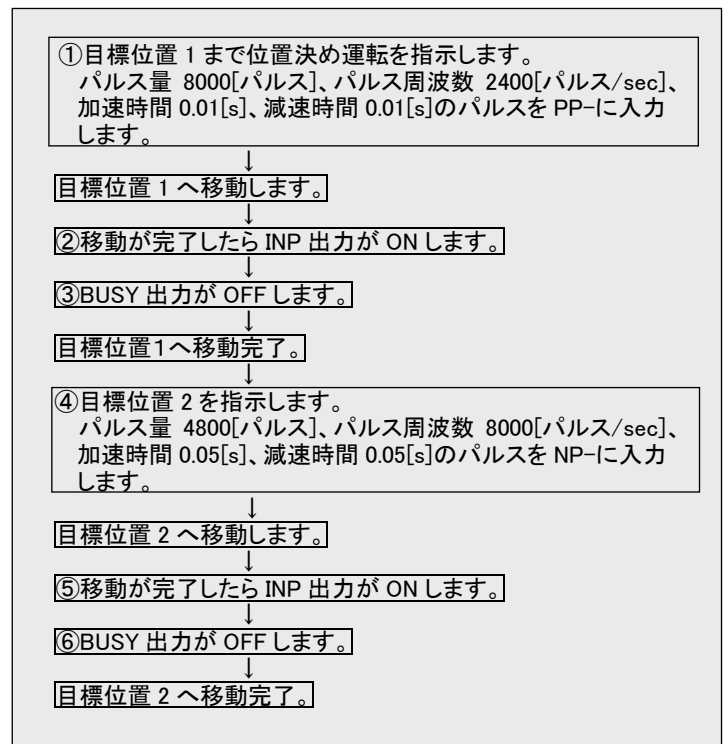 ①目標位置 1 まで位置決め運転を指示します。
パルス量 8000[パルス]、パルス周波数 2400[パルス/sec]、
加速時間 0.01[s]、減速時間 0.01[s]のパルスを PP-に入力
します。
↓
目標位置 1 へ移動します。
↓
②移動が完了したら INP 出力が ON します。
↓
③BUSY 出力が OFF します。
↓
目標位置1へ移動完了。
↓
④目標位置 2 を指示します。
パルス量 4800[パルス]、パルス周波数 8000[パルス/sec]、
加速時間 0.05[s]、減速時間 0.05[s]のパルスを NP-に入力
します。
↓
目標位置 2 へ移動します。
↓
⑤移動が完了したら INP 出力が ON します。
↓
⑥BUSY 出力が OFF します。
↓
目標位置 2 へ移動完了。